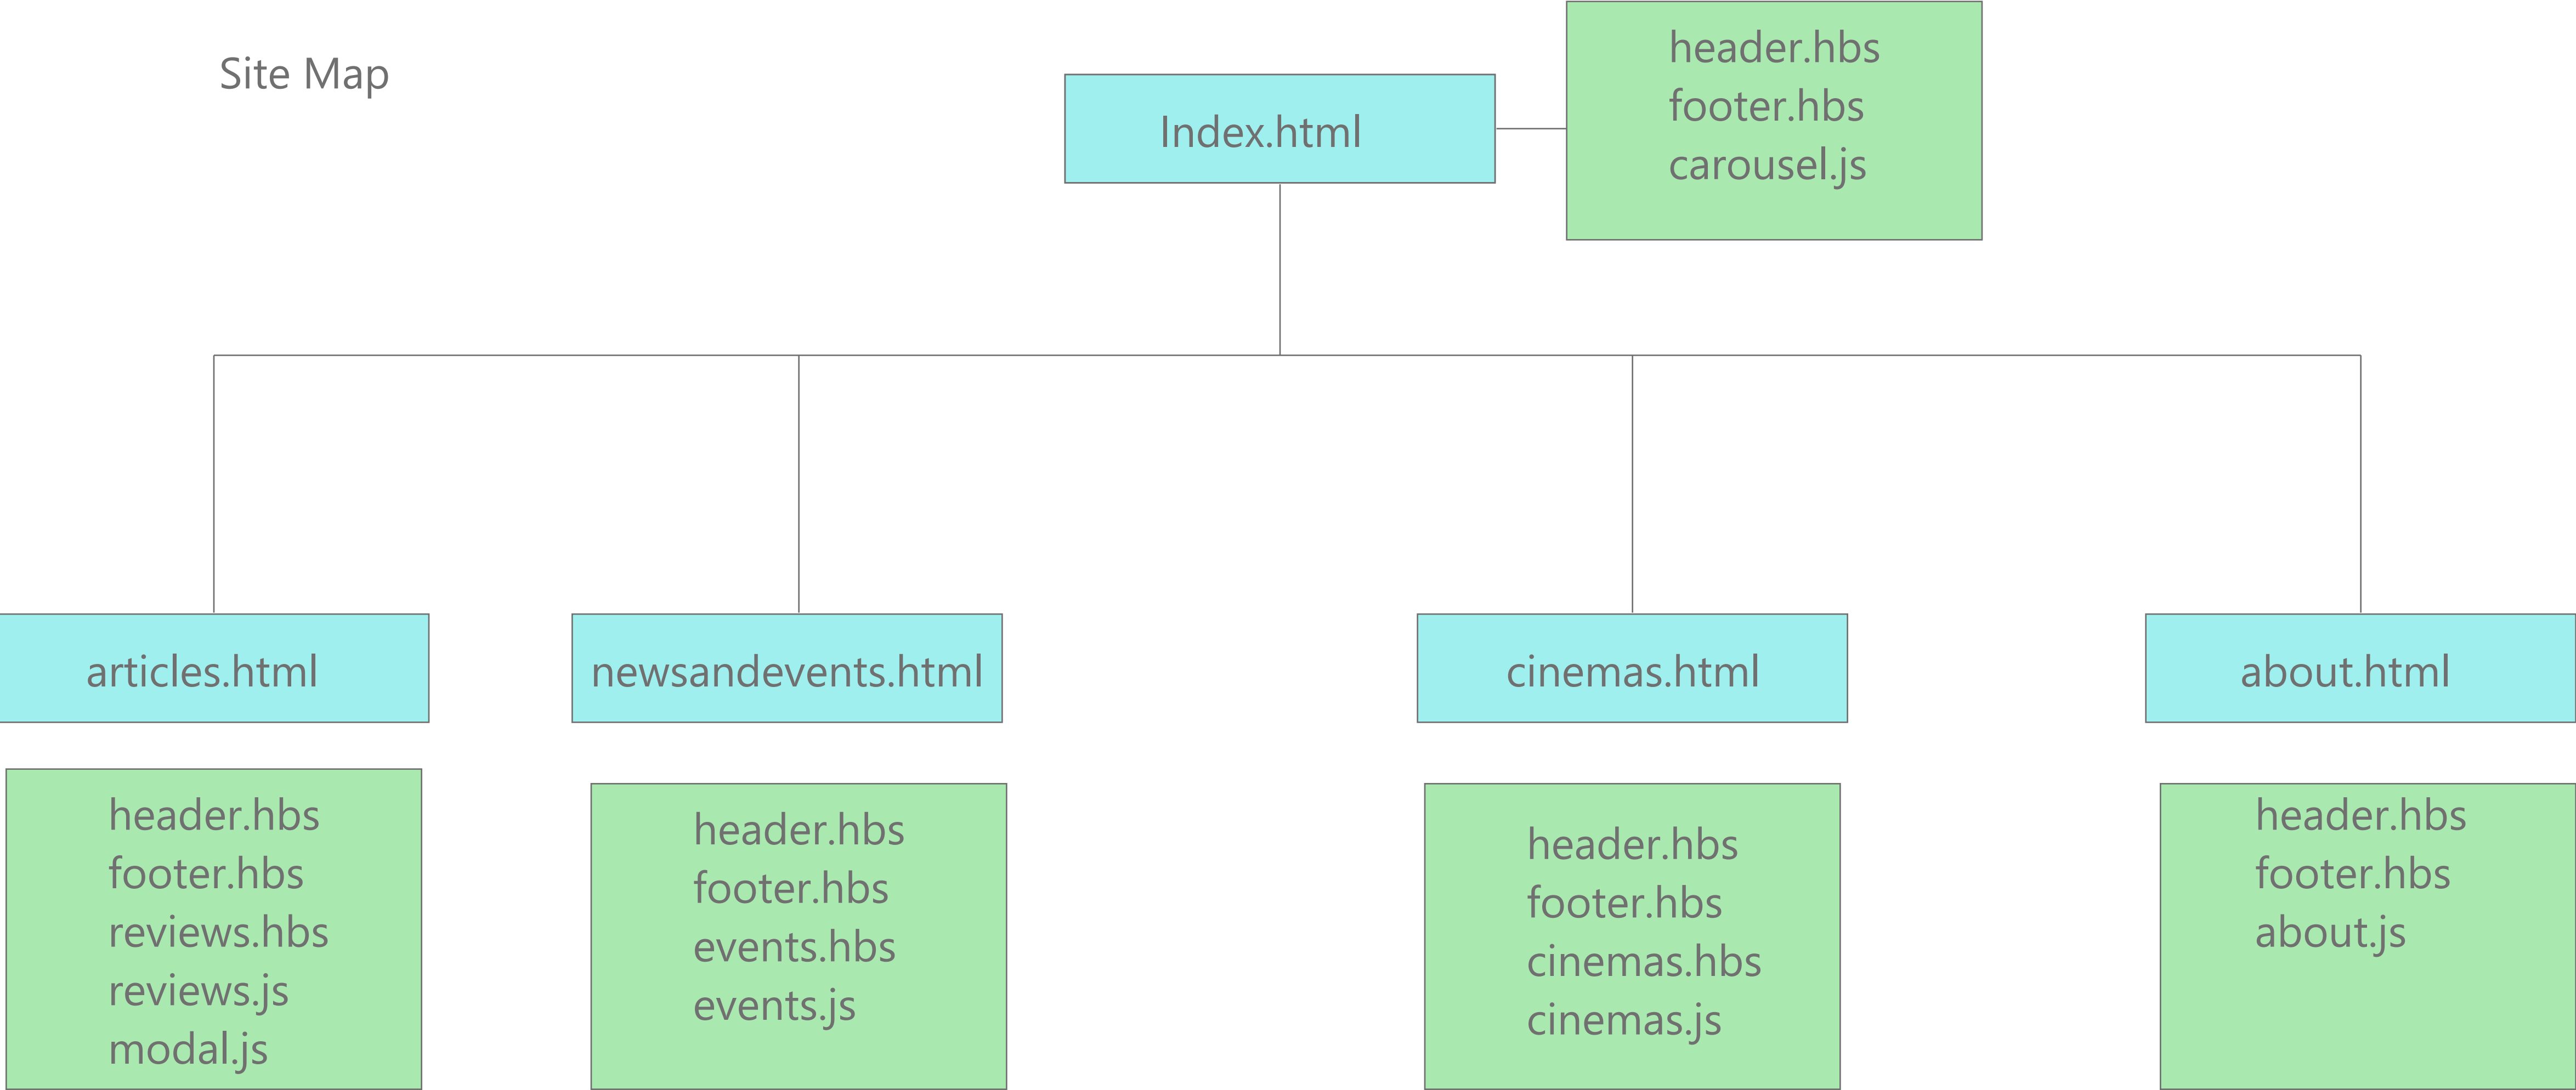 Site Map
Index.html
header.hbs
footer.hbs
carousel.js
articles.html
newsandevents.html
cinemas.html
about.html
header.hbs
footer.hbs
reviews.hbs
reviews.js
modal.js
header.hbs
footer.hbs
events.hbs
events.js
header.hbs
footer.hbs
cinemas.hbs
cinemas.js
header.hbs
footer.hbs
about.js